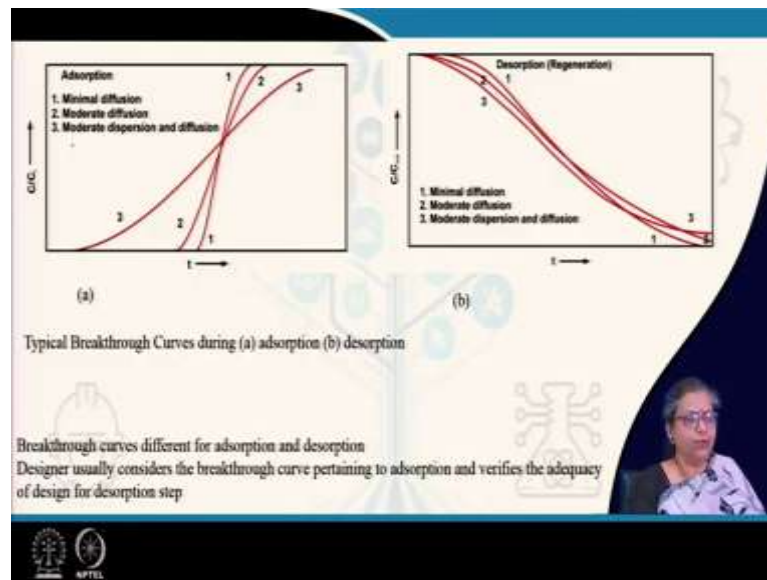 Adsorption
1. Minimal diffusion
2. Moderate diffusion
3. Moderate dispersion and diffusion
1
2
3
3
2
1
t
(a)
Desorption (Regeneration)
1
2
3
1. Minimal diffusion
2. Moderate diffusion
3. Moderate dispersion and diffusion
3
1
t
(b)
Typical Breakthrough Curves during (a) adsorption (b) desorption
Breakthrough curves different for adsorption and desorption
Designer usually considers the breakthrough curve pertaining to adsorption and verifies the adequacy
of design for desorption step
NPTEL